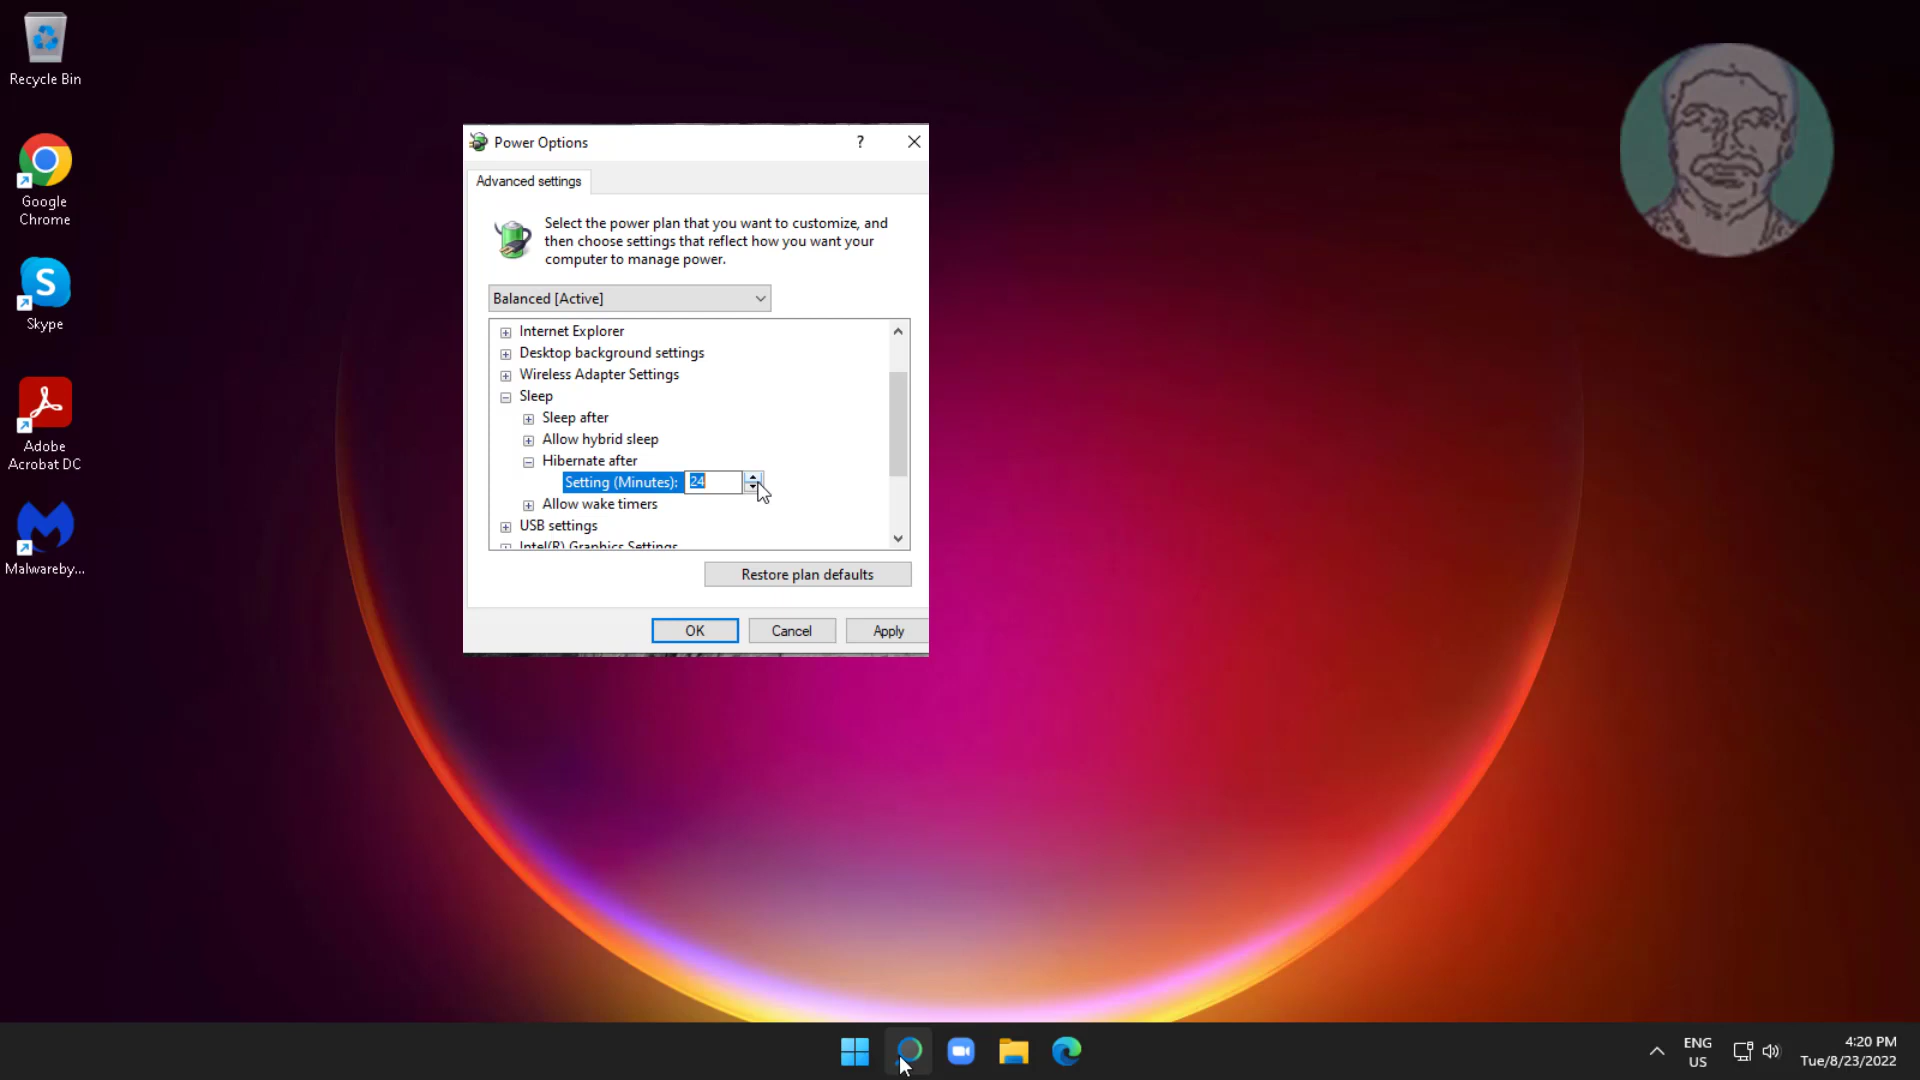 Recycle Bin
Google
Chrome
Skype
Adobe
Acrobat DC
Malwareby...
Power Options
?
Advanced settings
Select the power plan that you want to customize, and
then choose settings that reflect how you want your
computer to manage power.
Balanced [Active]
Internet Explorer
Desktop background settings
Wireless Adapter Settings
Sleep
Sleep after
Allow hybrid sleep
Hibernate after
Setting (Minutes): 24
Allow wake timers
USB settings
Intel(R) Graphics Settings
Restore plan defaults
OK Cancel Apply
ENG
US
4:20 PM
Tue/8/23/2022